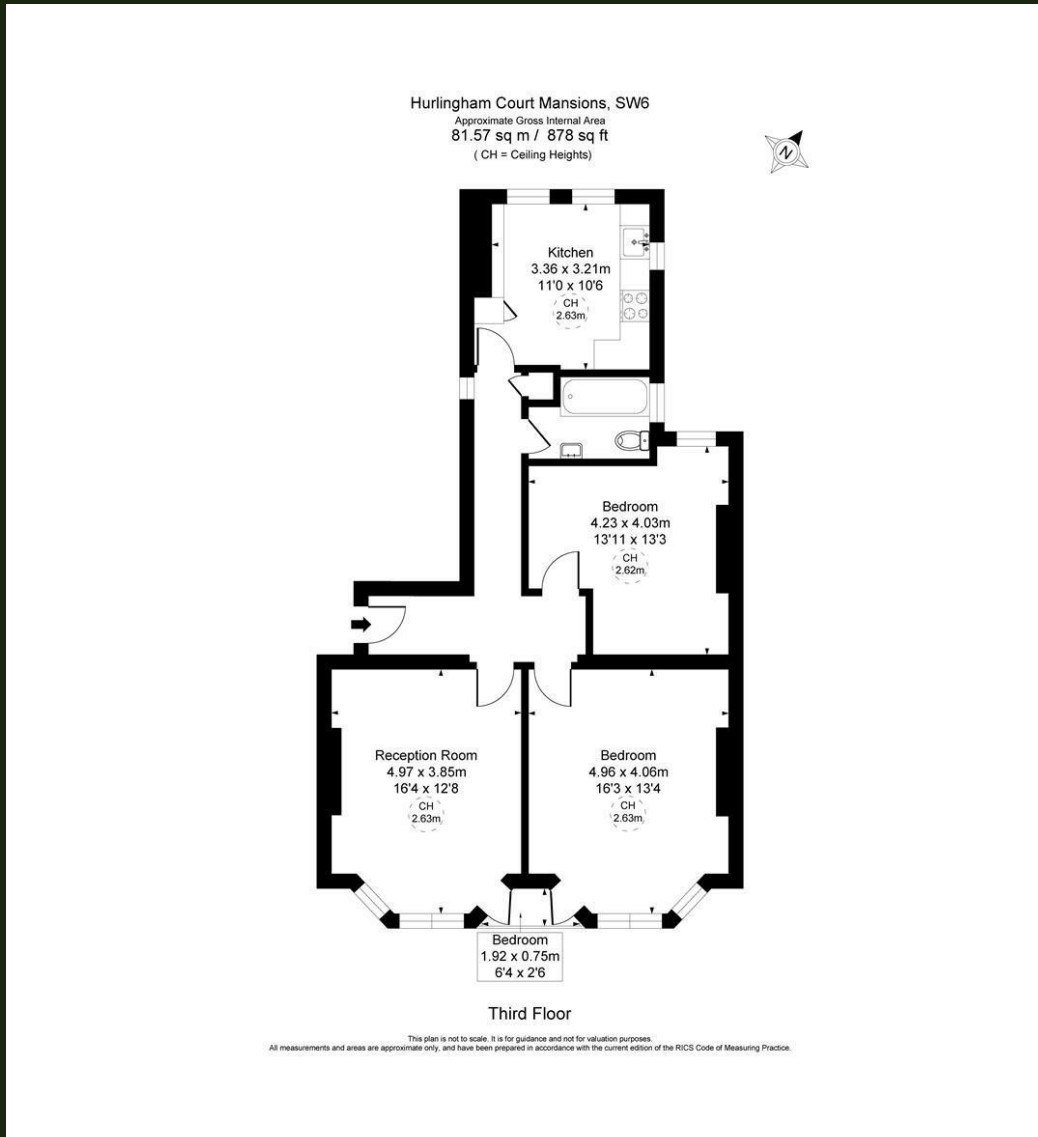 Hurlingham Court Mansions, SW6
Approximate Gross Internal Area
81.57 sq m / 878 sq ft
( CH = Ceiling Heights)
N
Kitchen
3.36 x 3.21m
11'0 x 10'6
CH
2.63m
Bedroom
4.23 x 4.03m
13'11 x 13'3
CH
2.62m
Reception Room
4.97 x 3.85m
16'4 x 12'8
CH
2.63m
Bedroom
4.96 x 4.06m
16'3 x 13'4
CH
2.63m
Bedroom
1.92 x 0.75m
6'4 x 2'6
Third Floor
This plan is not to scale. It is for guidance and not for valuation purposes.
All measurements and areas are approximate only, and have been prepared in accordance with the current edition of the RICS Code of Measuring Practice.